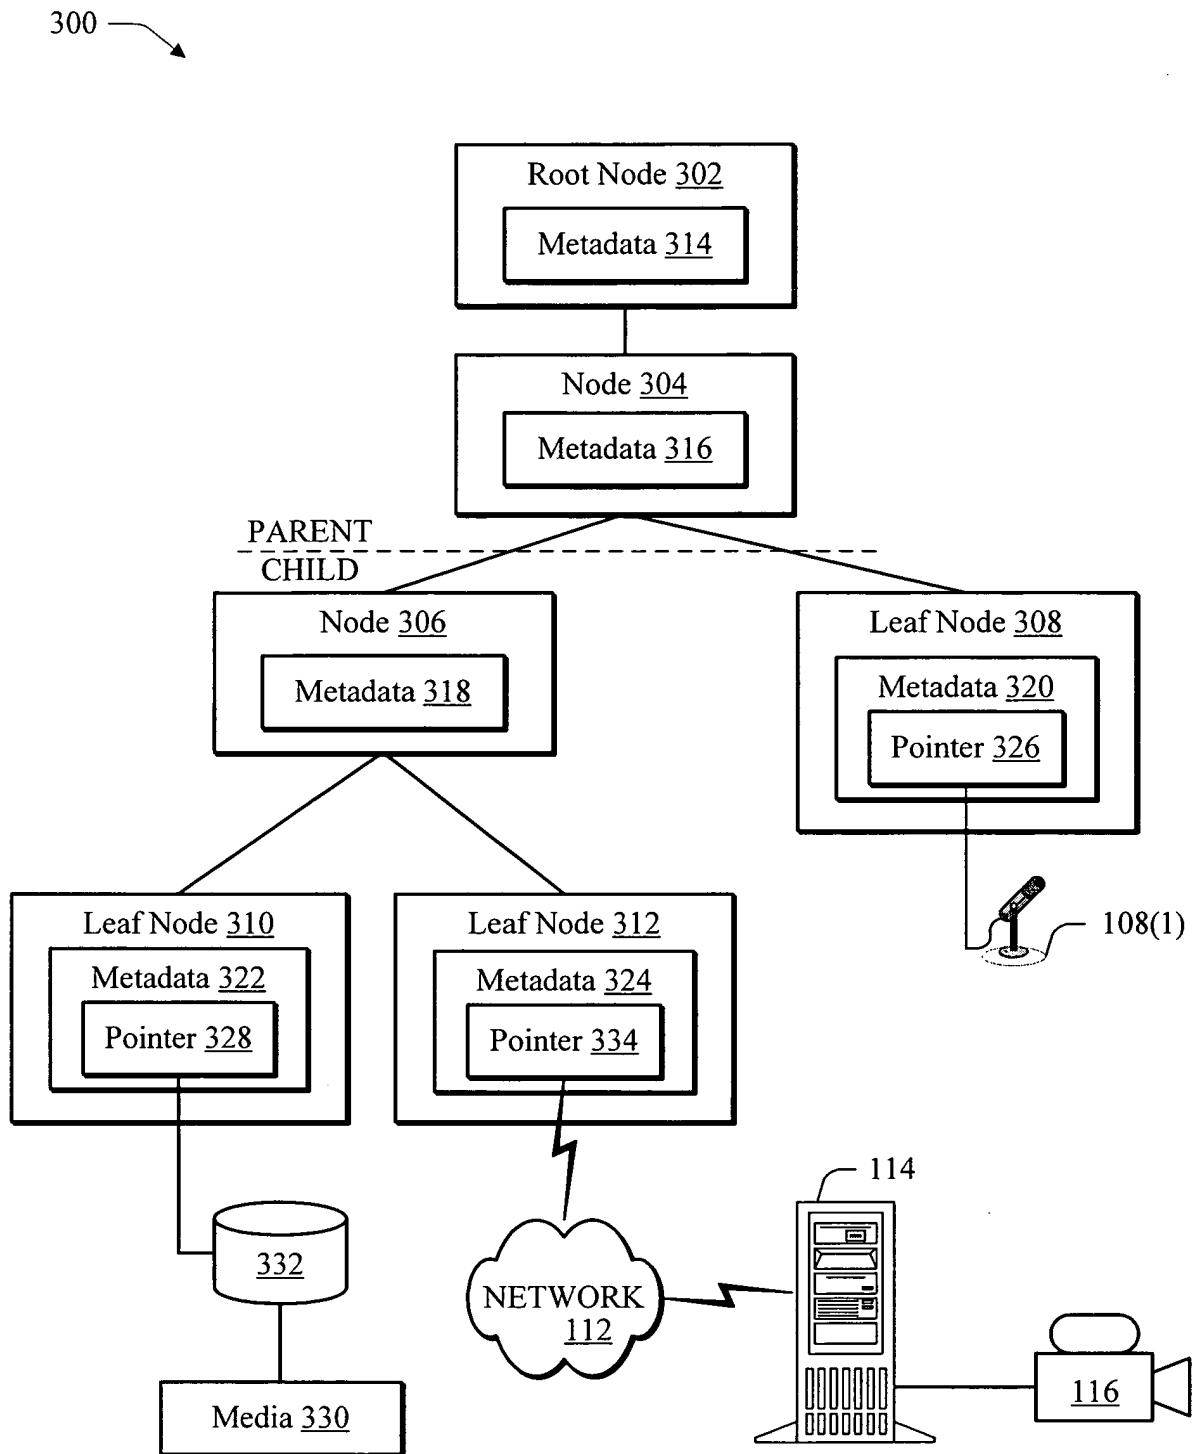 300
Root Node 302
Metadata 314
Node 304
Metadata 316
PARENT
CHILD
Node 306
Metadata 318
Leaf Node 308
Metadata 320
Pointer 326
108(1)
Leaf Node 310
Metadata 322
Pointer 328
Leaf Node 312
Metadata 324
Pointer 334
114
332
NETWORK
112
116
Media 330